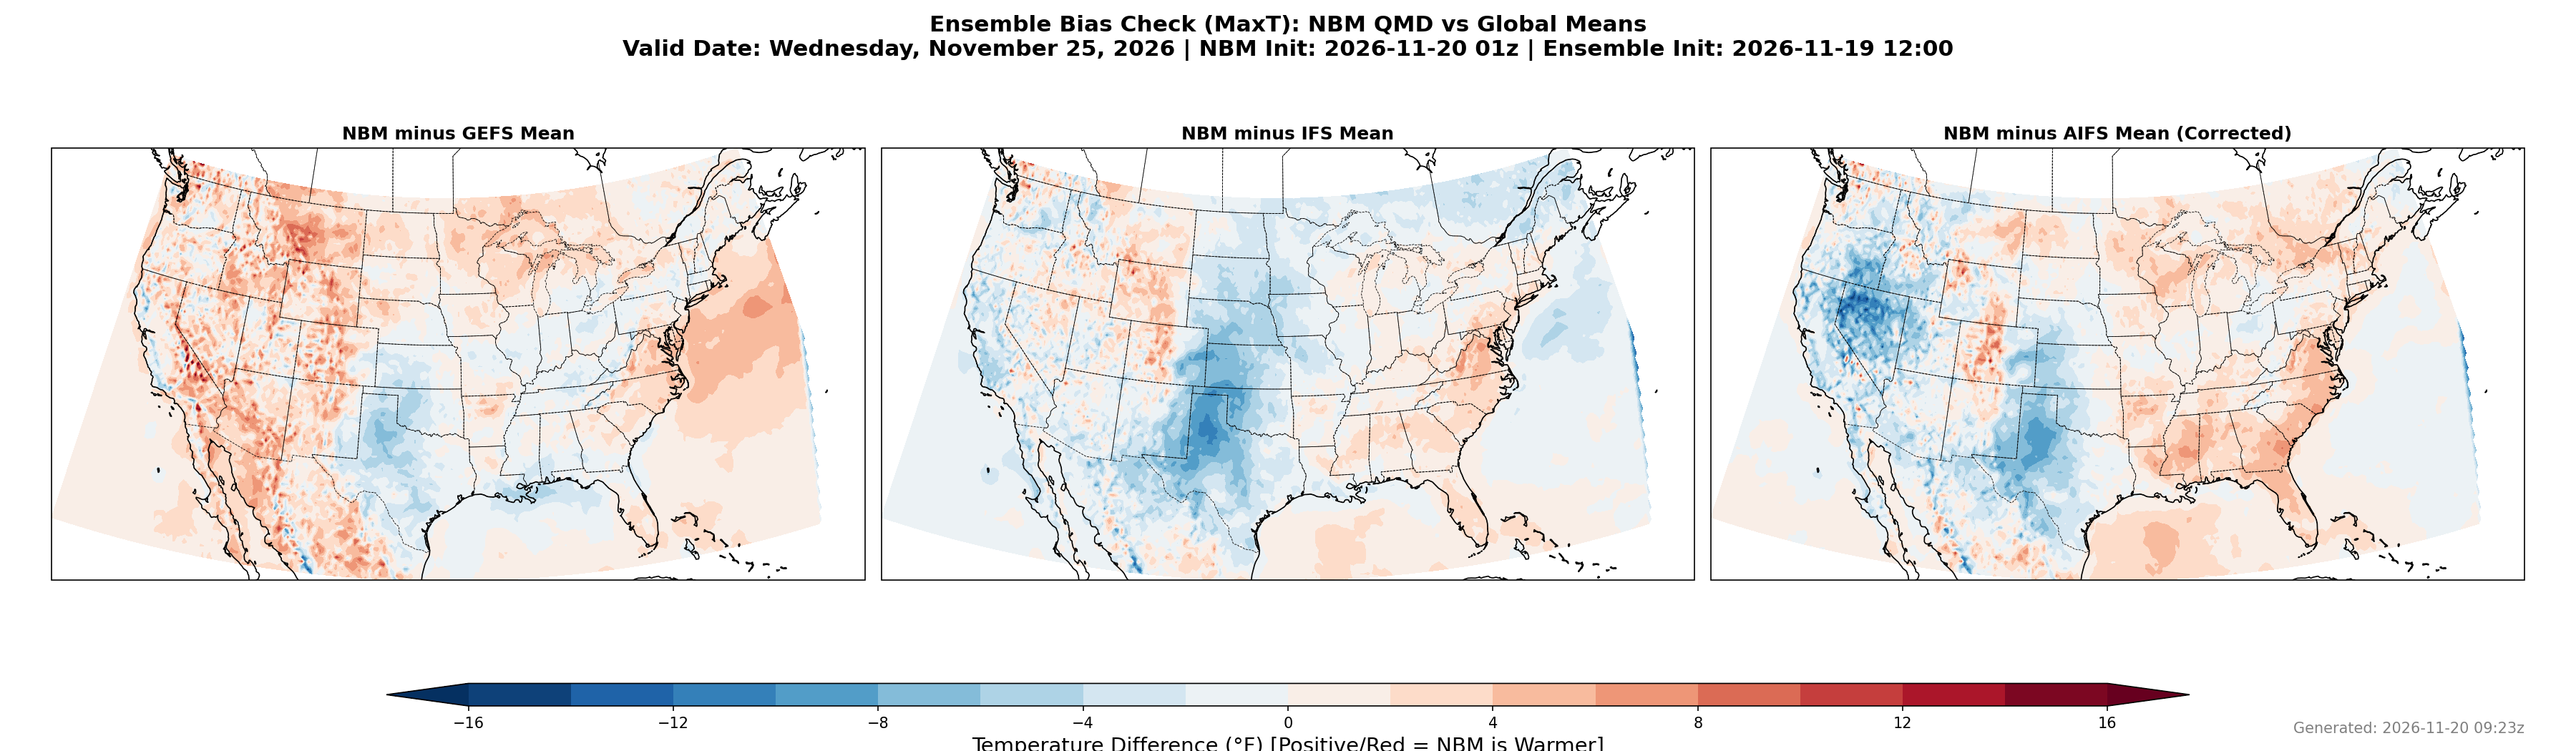 Ensemble Bias Check (MaxT): NBM QMD vs Global Means
Valid Date: Wednesday, November 25, 2026 | NBM Init: 2026-11-20 01z | Ensemble Init: 2026-11-19 12:00
NBM minus GEFS Mean
NBM minus IFS Mean
NBM minus AIFS Mean (Corrected)
−16 −12 −8 −4 0 4 8 12 16
Generated: 2026-11-20 09:23z
Temperature Difference (°F) [Positive/Red = NBM is Warmer]